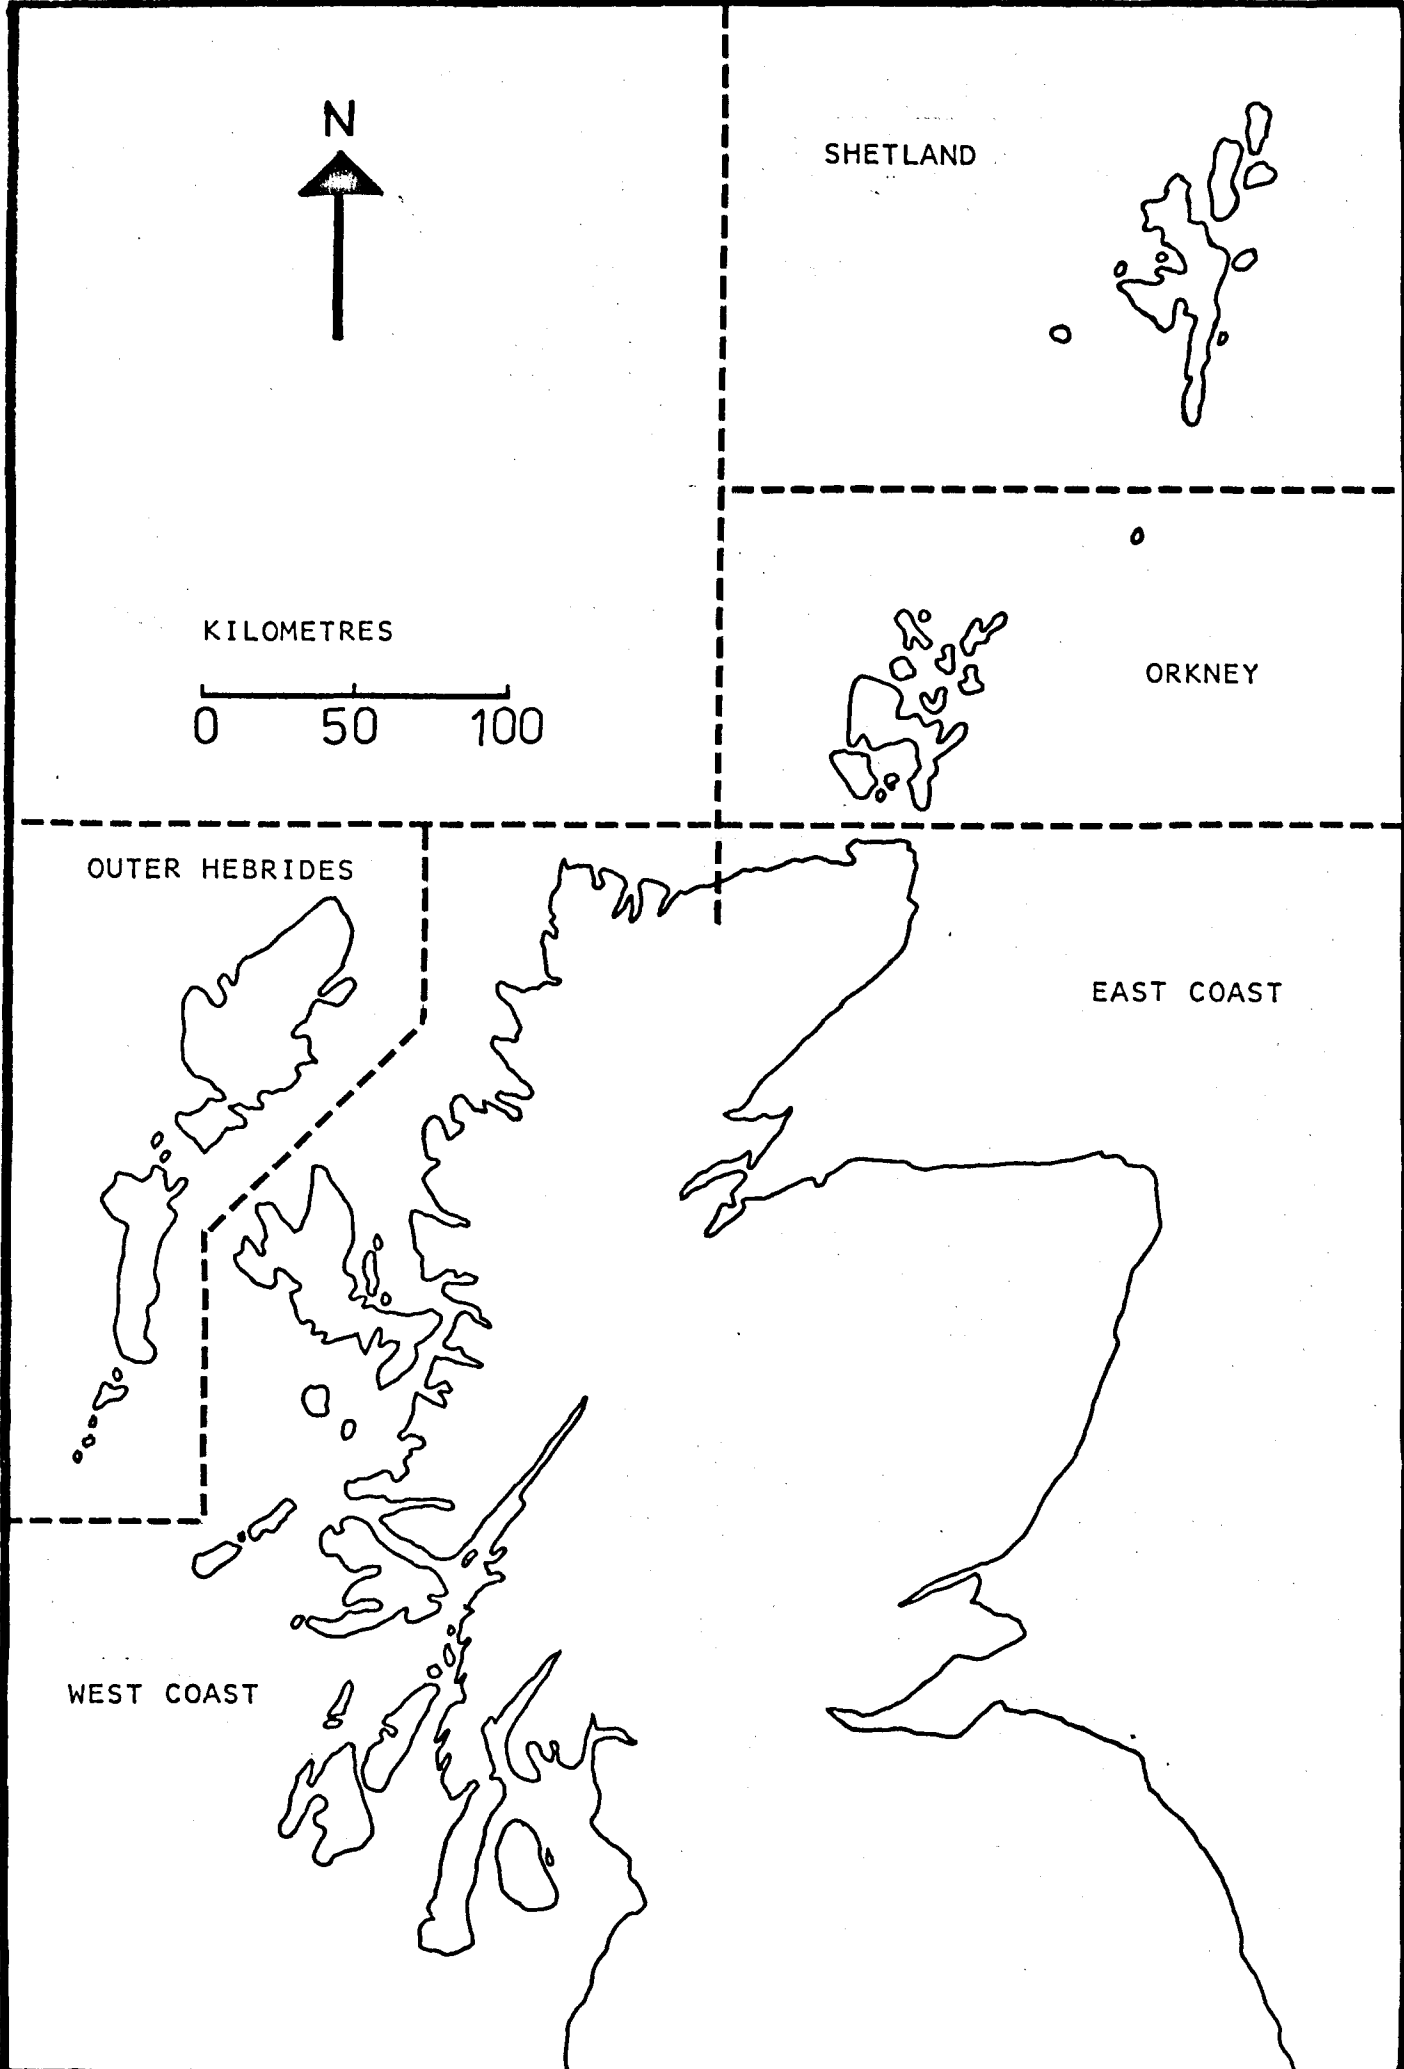 N
SHETLAND
KILOMETRES
0 50 100
ORKNEY
OUTER HEBRIDES
EAST COAST
WEST COAST